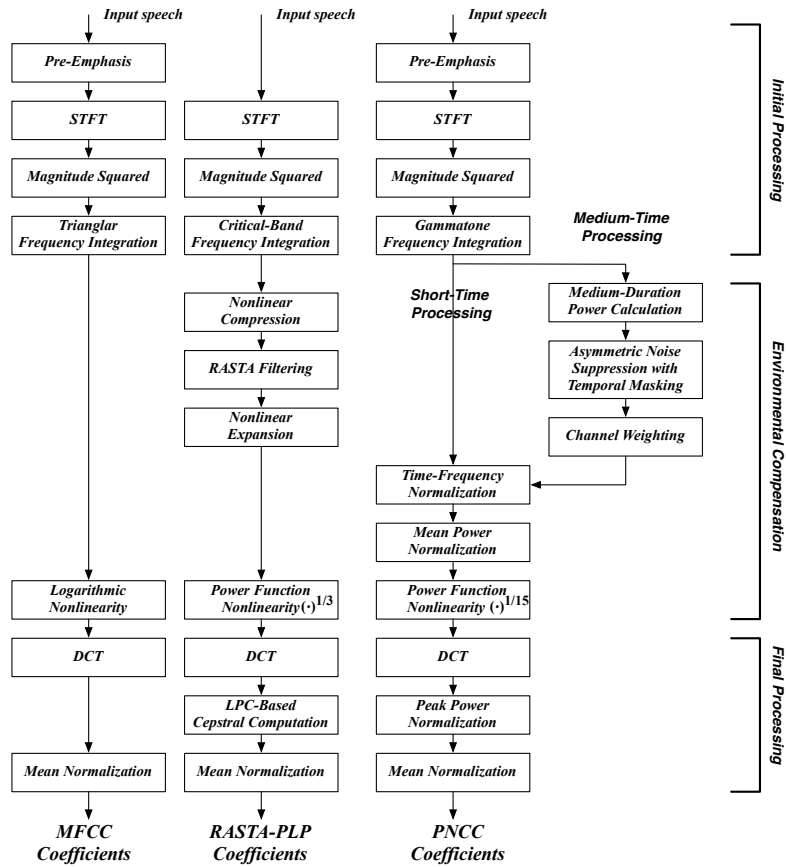 Input speech
Input speech
Input speech
Pre-Emphasis
Pre-Emphasis
STFT
STFT
STFT
Magnitude Squared
Magnitude Squared
Magnitude Squared
Trianglar
Frequency Integration
Critical-Band
Frequency Integration
Gammatone
Frequency Integration
Initial Processing
Medium-Time
Processing
Short-Time
Processing
Nonlinear
Compression
RASTA Filtering
Nonlinear
Expansion
Medium-Duration
Power Calculation
Asymmetric Noise
Suppression with
Temporal Masking
Channel Weighting
Time-Frequency
Normalization
Mean Power
Normalization
Environmental Compensation
Logarithmic
Nonlinearity
Power Function
Nonlinearity(·)1/3
Power Function
Nonlinearity (·)1/15
DCT
DCT
DCT
LPC-Based
Cepstral Computation
Peak Power
Normalization
Mean Normalization
Mean Normalization
Mean Normalization
Final Processing
MFCC
Coefficients
RASTA-PLP
Coefficients
PNCC
Coefficients